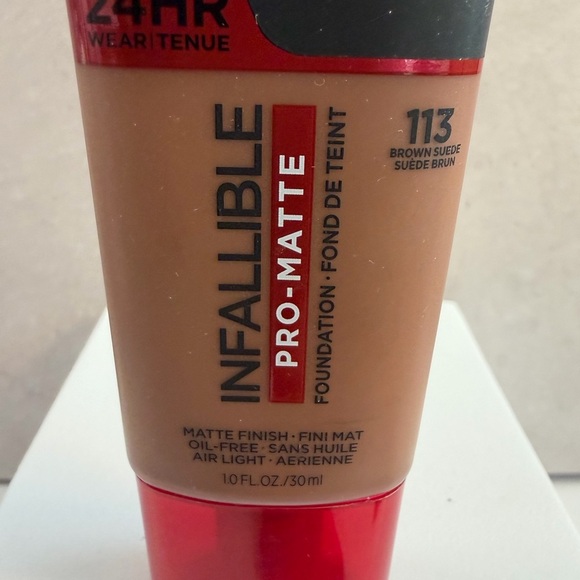 24HR
WEAR|TENUE
INFALLIBLE
PRO-MATTE
FOUNDATION · FOND DE TEINT
113
BROWN SUEDE
SUÈDE BRUN
MATTE FINISH · FINI MAT
OIL-FREE · SANS HUILE
AIR LIGHT · AERIENNE
1.0 FL.OZ./30ml